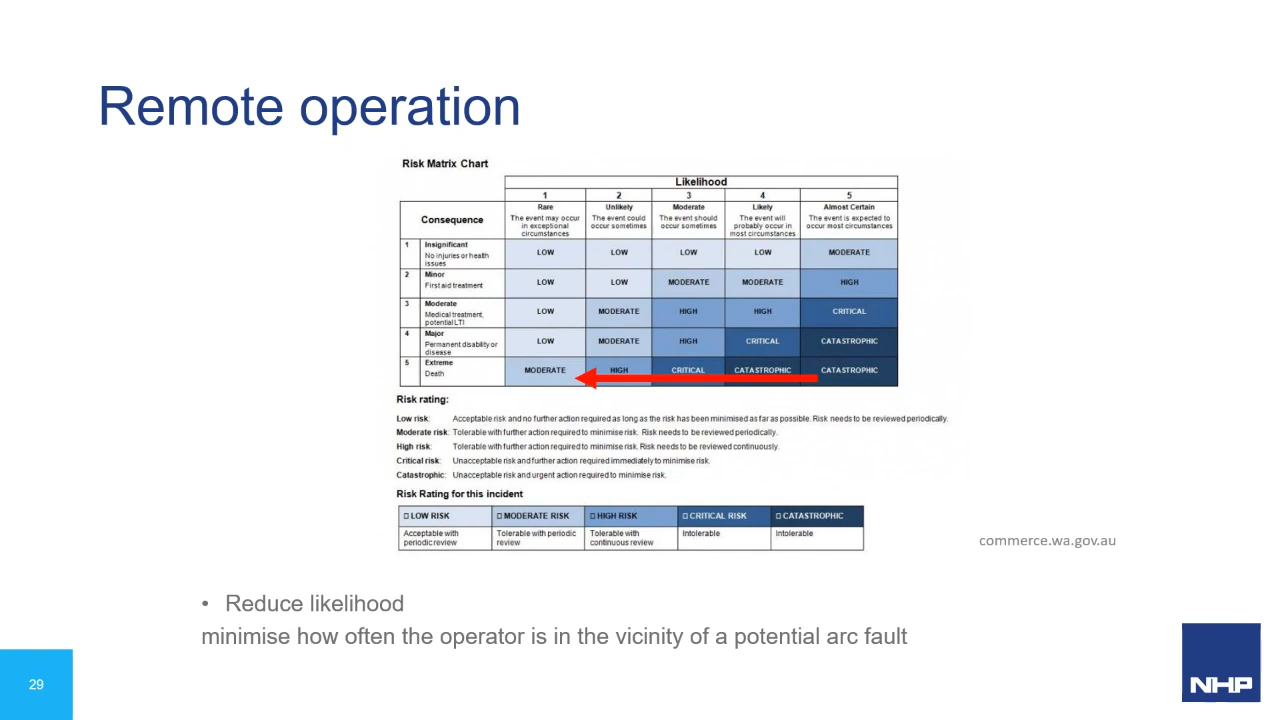 Remote operation
Risk Matrix Chart
Likelihood
1 2 3 4 5
Consequence
Rare
The event may occur
in exceptional
circumstances
Unlikely
The event could
occur sometimes
Moderate
The event should
occur sometimes
Likely
The event will
probably occur in
most circumstances
Almost Certain
The event is expected to
occur most circumstances
1 Insignificant
No injuries or health
issues
LOW LOW LOW LOW MODERATE
2 Minor
First aid treatment
LOW LOW MODERATE MODERATE HIGH
3 Moderate
Medical treatment,
potential LTI
LOW MODERATE HIGH HIGH CRITICAL
4 Major
Permanent disability or
disease
LOW MODERATE HIGH CRITICAL CATASTROPHIC
5 Extreme
Death
MODERATE HIGH CRITICAL CATASTROPHIC CATASTROPHIC
Risk rating:
Low risk: Acceptable risk and no further action required as long as the risk has been minimised as far as possible. Risk needs to be reviewed periodically.
Moderate risk: Tolerable with further action required to minimise risk. Risk needs to be reviewed periodically.
High risk: Tolerable with further action required to minimise risk. Risk needs to be reviewed continuously.
Critical risk: Unacceptable risk and further action required immediately to minimise risk.
Catastrophic: Unacceptable risk and urgent action required to minimise risk.
Risk Rating for this incident
☐ LOW RISK ☐ MODERATE RISK ☐ HIGH RISK ☐ CRITICAL RISK ☐ CATASTROPHIC
Acceptable with
periodic review
Tolerable with periodic
review
Tolerable with
continuous review
Intolerable
Intolerable
commerce.wa.gov.au
• Reduce likelihood
minimise how often the operator is in the vicinity of a potential arc fault
29
NHP